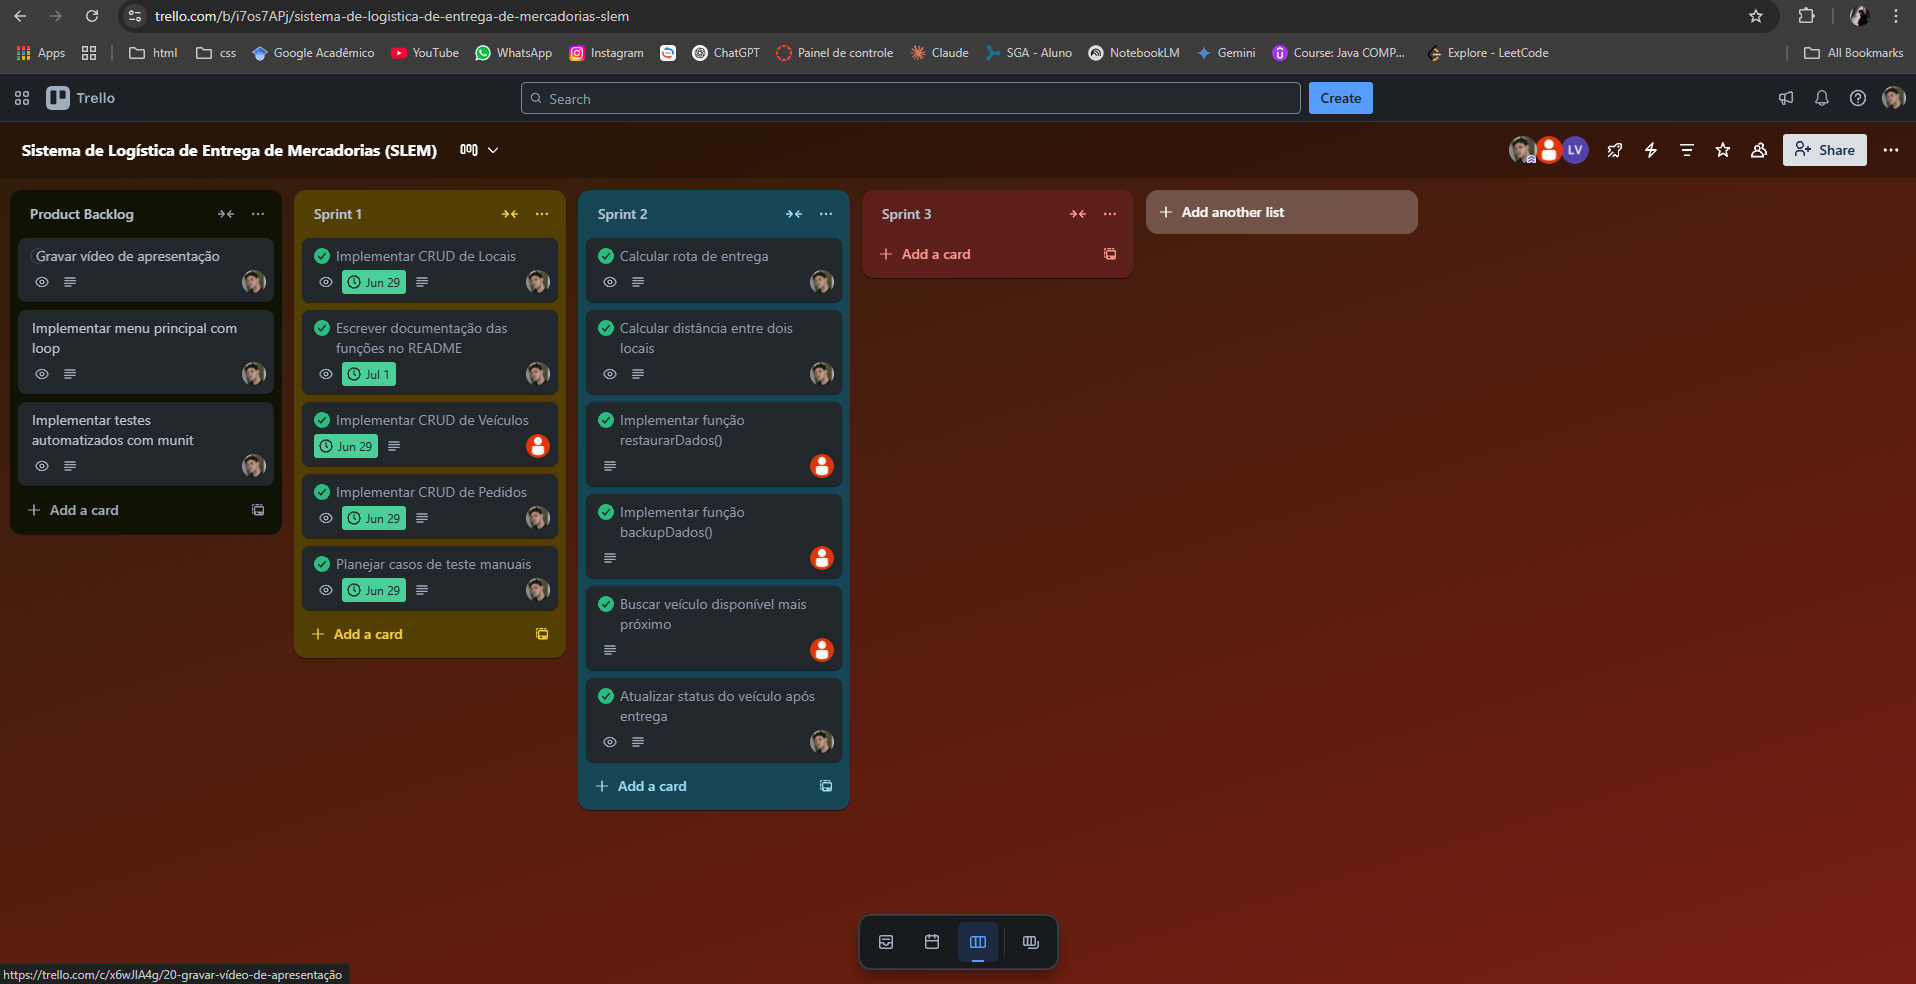 trello.com/b/i7os7APj/sistema-de-logistica-de-entrega-de-mercadorias-slem
Apps
html
css
Google Acadêmico
YouTube
WhatsApp
Instagram
ChatGPT
Painel de controle
Claude
SGA - Aluno
NotebookLM
Gemini
Course: Java COMP...
Explore - LeetCode
All Bookmarks
Trello
Search
Create
Sistema de Logística de Entrega de Mercadorias (SLEM)
LV
Share
Product Backlog
Gravar vídeo de apresentação
Implementar menu principal com
loop
Implementar testes
automatizados com munit
Add a card
Sprint 1
Implementar CRUD de Locais
Jun 29
Escrever documentação das
funções no README
Jul 1
Implementar CRUD de Veículos
Jun 29
Implementar CRUD de Pedidos
Jun 29
Planejar casos de teste manuais
Jun 29
Add a card
Sprint 2
Calcular rota de entrega
Calcular distância entre dois
locais
Implementar função
restaurarDados()
Implementar função
backupDados()
Buscar veículo disponível mais
próximo
Atualizar status do veículo após
entrega
Add a card
Sprint 3
Add a card
Add another list
https://trello.com/c/x6wJlA4g/20-gravar-vídeo-de-apresentação